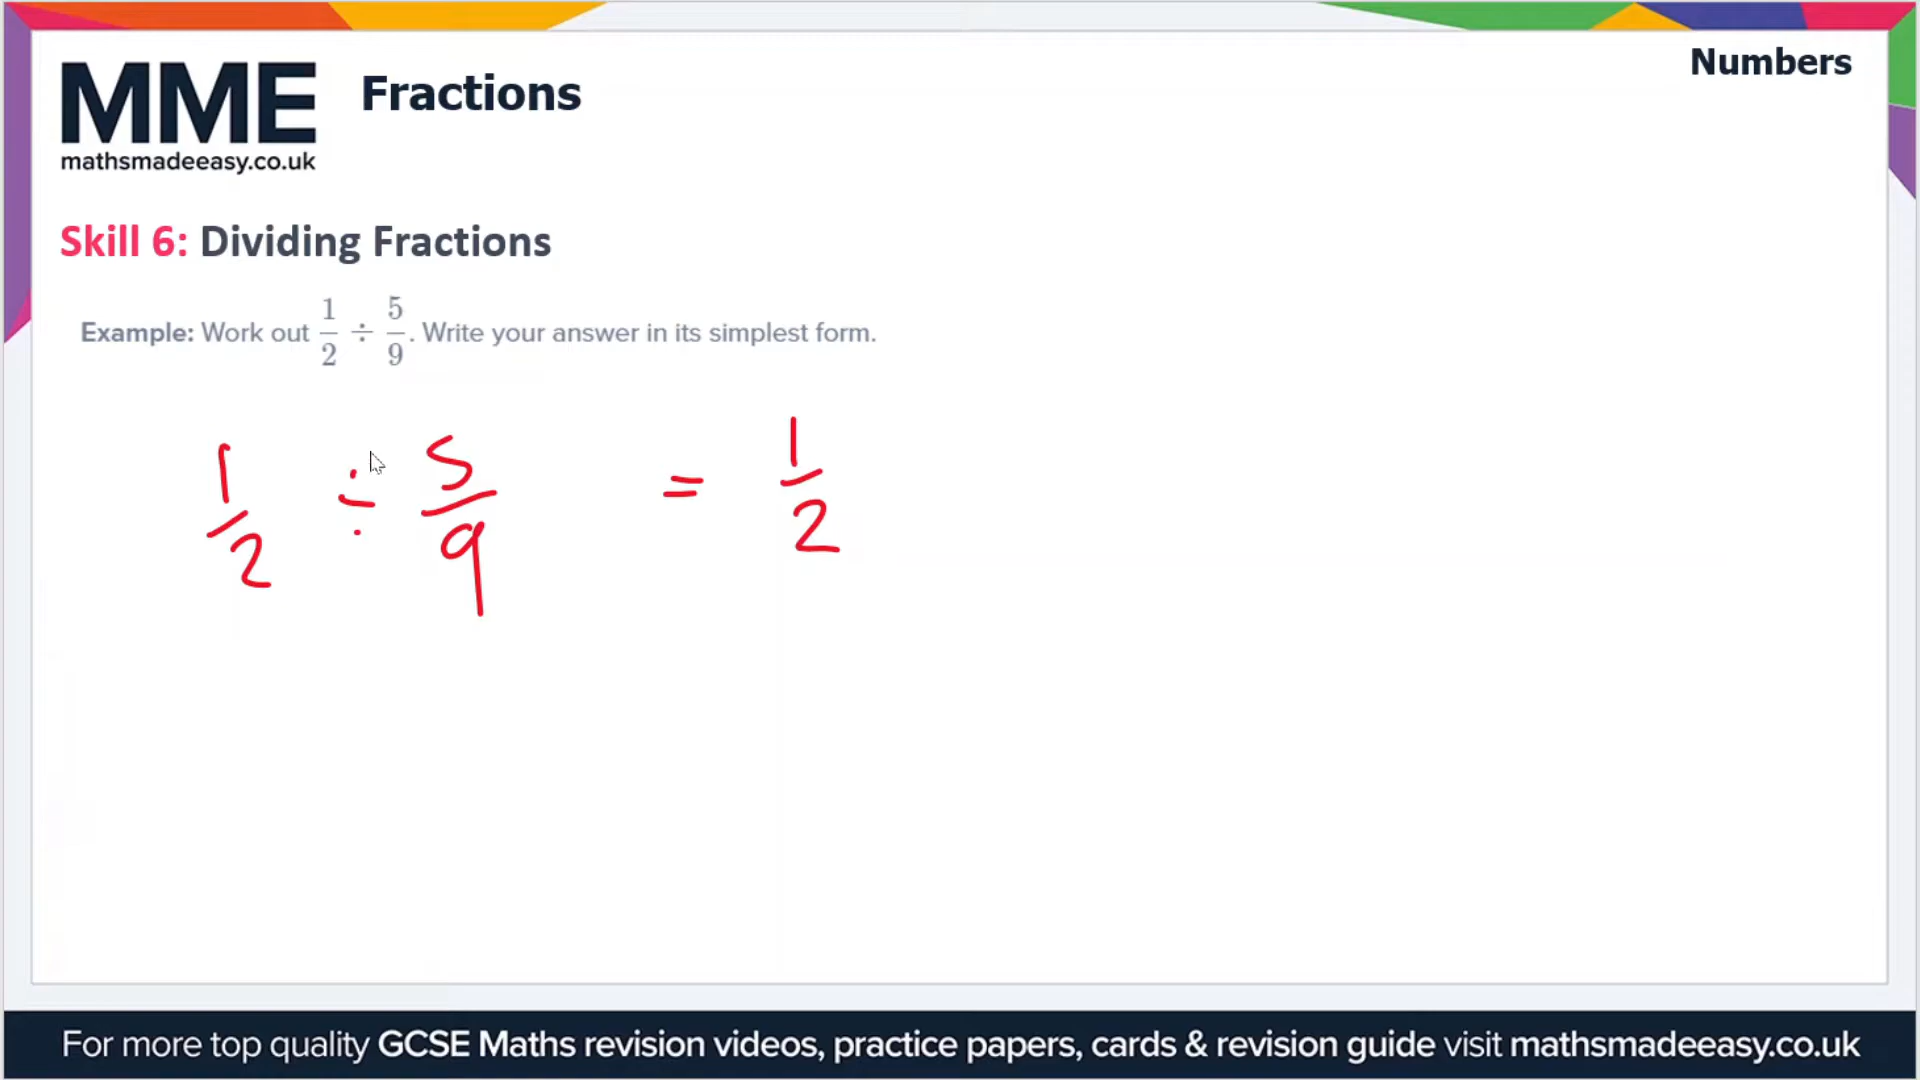 Numbers
MME Fractions
mathsmadeeasy.co.uk
Skill 6: Dividing Fractions
Example: Work out 1/2 ÷ 5/9. Write your answer in its simplest form.
1/2 ÷ 5/9 = 1/2
For more top quality GCSE Maths revision videos, practice papers, cards & revision guide visit mathsmadeeasy.co.uk